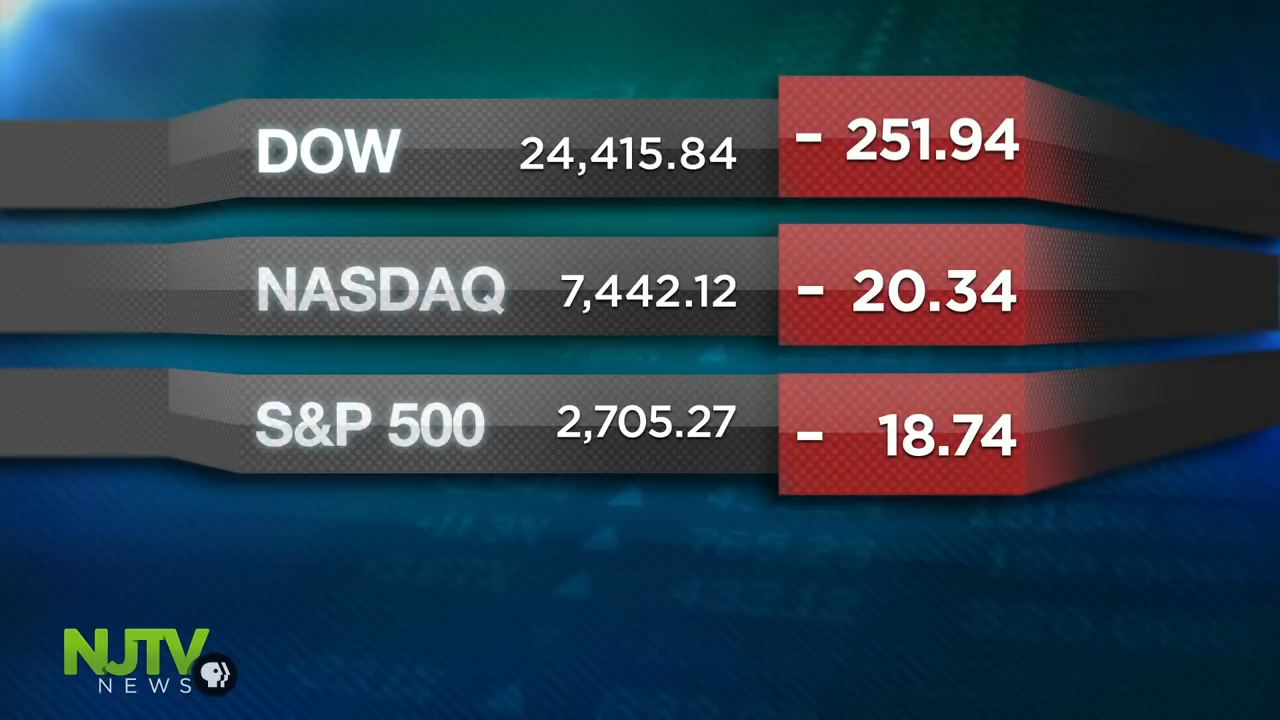 DOW 24,415.84 - 251.94
NASDAQ 7,442.12 - 20.34
S&P 500 2,705.27 - 18.74
NJTV
NEWS